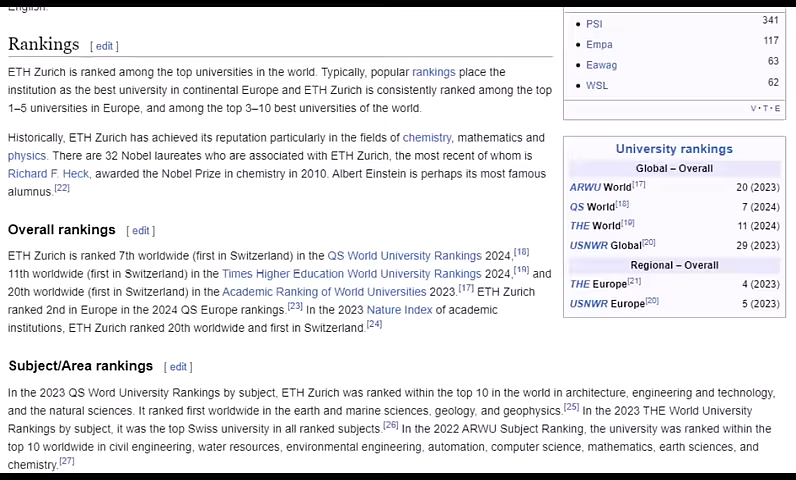 English.
Rankings [ edit ]
ETH Zurich is ranked among the top universities in the world. Typically, popular rankings place the
institution as the best university in continental Europe and ETH Zurich is consistently ranked among the top
1–5 universities in Europe, and among the top 3–10 best universities of the world.
Historically, ETH Zurich has achieved its reputation particularly in the fields of chemistry, mathematics and
physics. There are 32 Nobel laureates who are associated with ETH Zurich, the most recent of whom is
Richard F. Heck, awarded the Nobel Prize in chemistry in 2010. Albert Einstein is perhaps its most famous
alumnus.[22]
Overall rankings [ edit ]
ETH Zurich is ranked 7th worldwide (first in Switzerland) in the QS World University Rankings 2024,[18]
11th worldwide (first in Switzerland) in the Times Higher Education World University Rankings 2024,[19] and
20th worldwide (first in Switzerland) in the Academic Ranking of World Universities 2023.[17] ETH Zurich
ranked 2nd in Europe in the 2024 QS Europe rankings.[23] In the 2023 Nature Index of academic
institutions, ETH Zurich ranked 20th worldwide and first in Switzerland.[24]
Subject/Area rankings [ edit ]
In the 2023 QS Word University Rankings by subject, ETH Zurich was ranked within the top 10 in the world in architecture, engineering and technology,
and the natural sciences. It ranked first worldwide in the earth and marine sciences, geology, and geophysics.[25] In the 2023 THE World University
Rankings by subject, it was the top Swiss university in all ranked subjects.[26] In the 2022 ARWU Subject Ranking, the university was ranked within the
top 10 worldwide in civil engineering, water resources, environmental engineering, automation, computer science, mathematics, earth sciences, and
chemistry.[27]
• PSI 341
• Empa 117
• Eawag 63
• WSL 62
V • T • E
University rankings
Global – Overall
ARWU World[17] 20 (2023)
QS World[18] 7 (2024)
THE World[19] 11 (2024)
USNWR Global[20] 29 (2023)
Regional – Overall
THE Europe[21] 4 (2023)
USNWR Europe[20] 5 (2023)